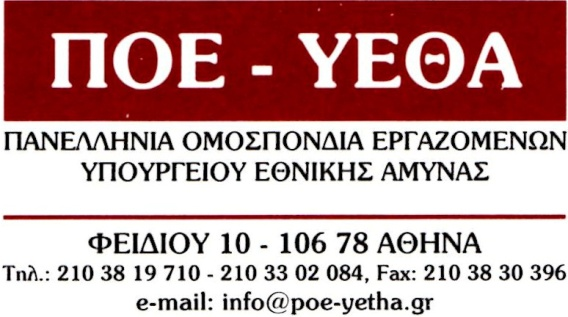 ΠΟΕ - ΥΕΘΑ
ΠΑΝΕΛΛΗΝΙΑ ΟΜΟΣΠΟΝΔΙΑ ΕΡΓΑΖΟΜΕΝΩΝ
ΥΠΟΥΡΓΕΙΟΥ ΕΘΝΙΚΗΣ ΑΜΥΝΑΣ
ΦΕΙΔΙΟΥ 10 - 106 78 ΑΘΗΝΑ
Τηλ.: 210 38 19 710 - 210 33 02 084, Fax: 210 38 30 396
e-mail: info@poe-yetha.gr